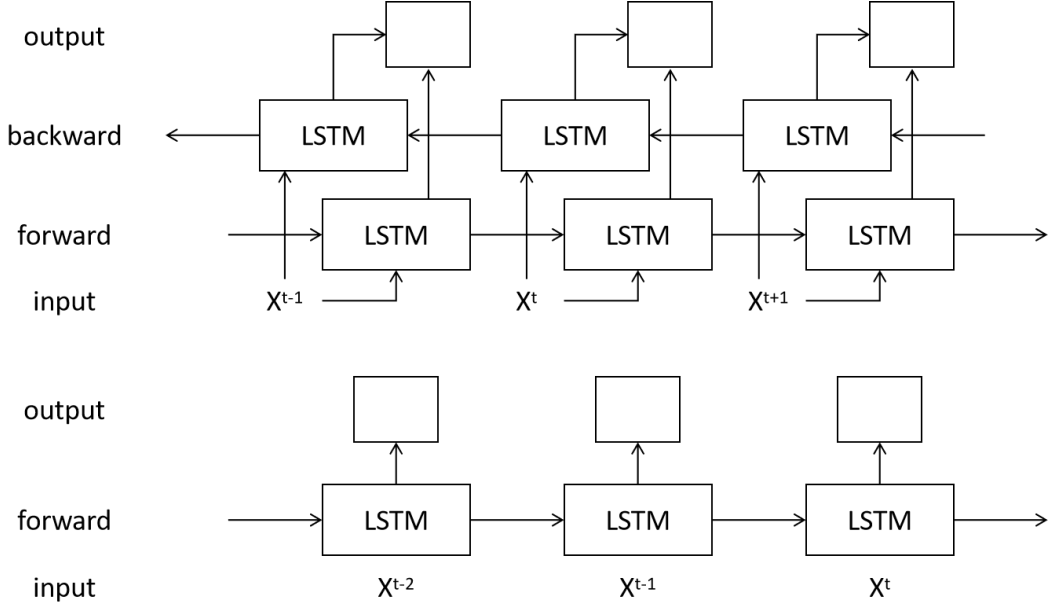 output
backward LSTM LSTM LSTM
forward LSTM LSTM LSTM
input Xt-1 Xt Xt+1
output
forward LSTM LSTM LSTM
input Xt-2 Xt-1 Xt